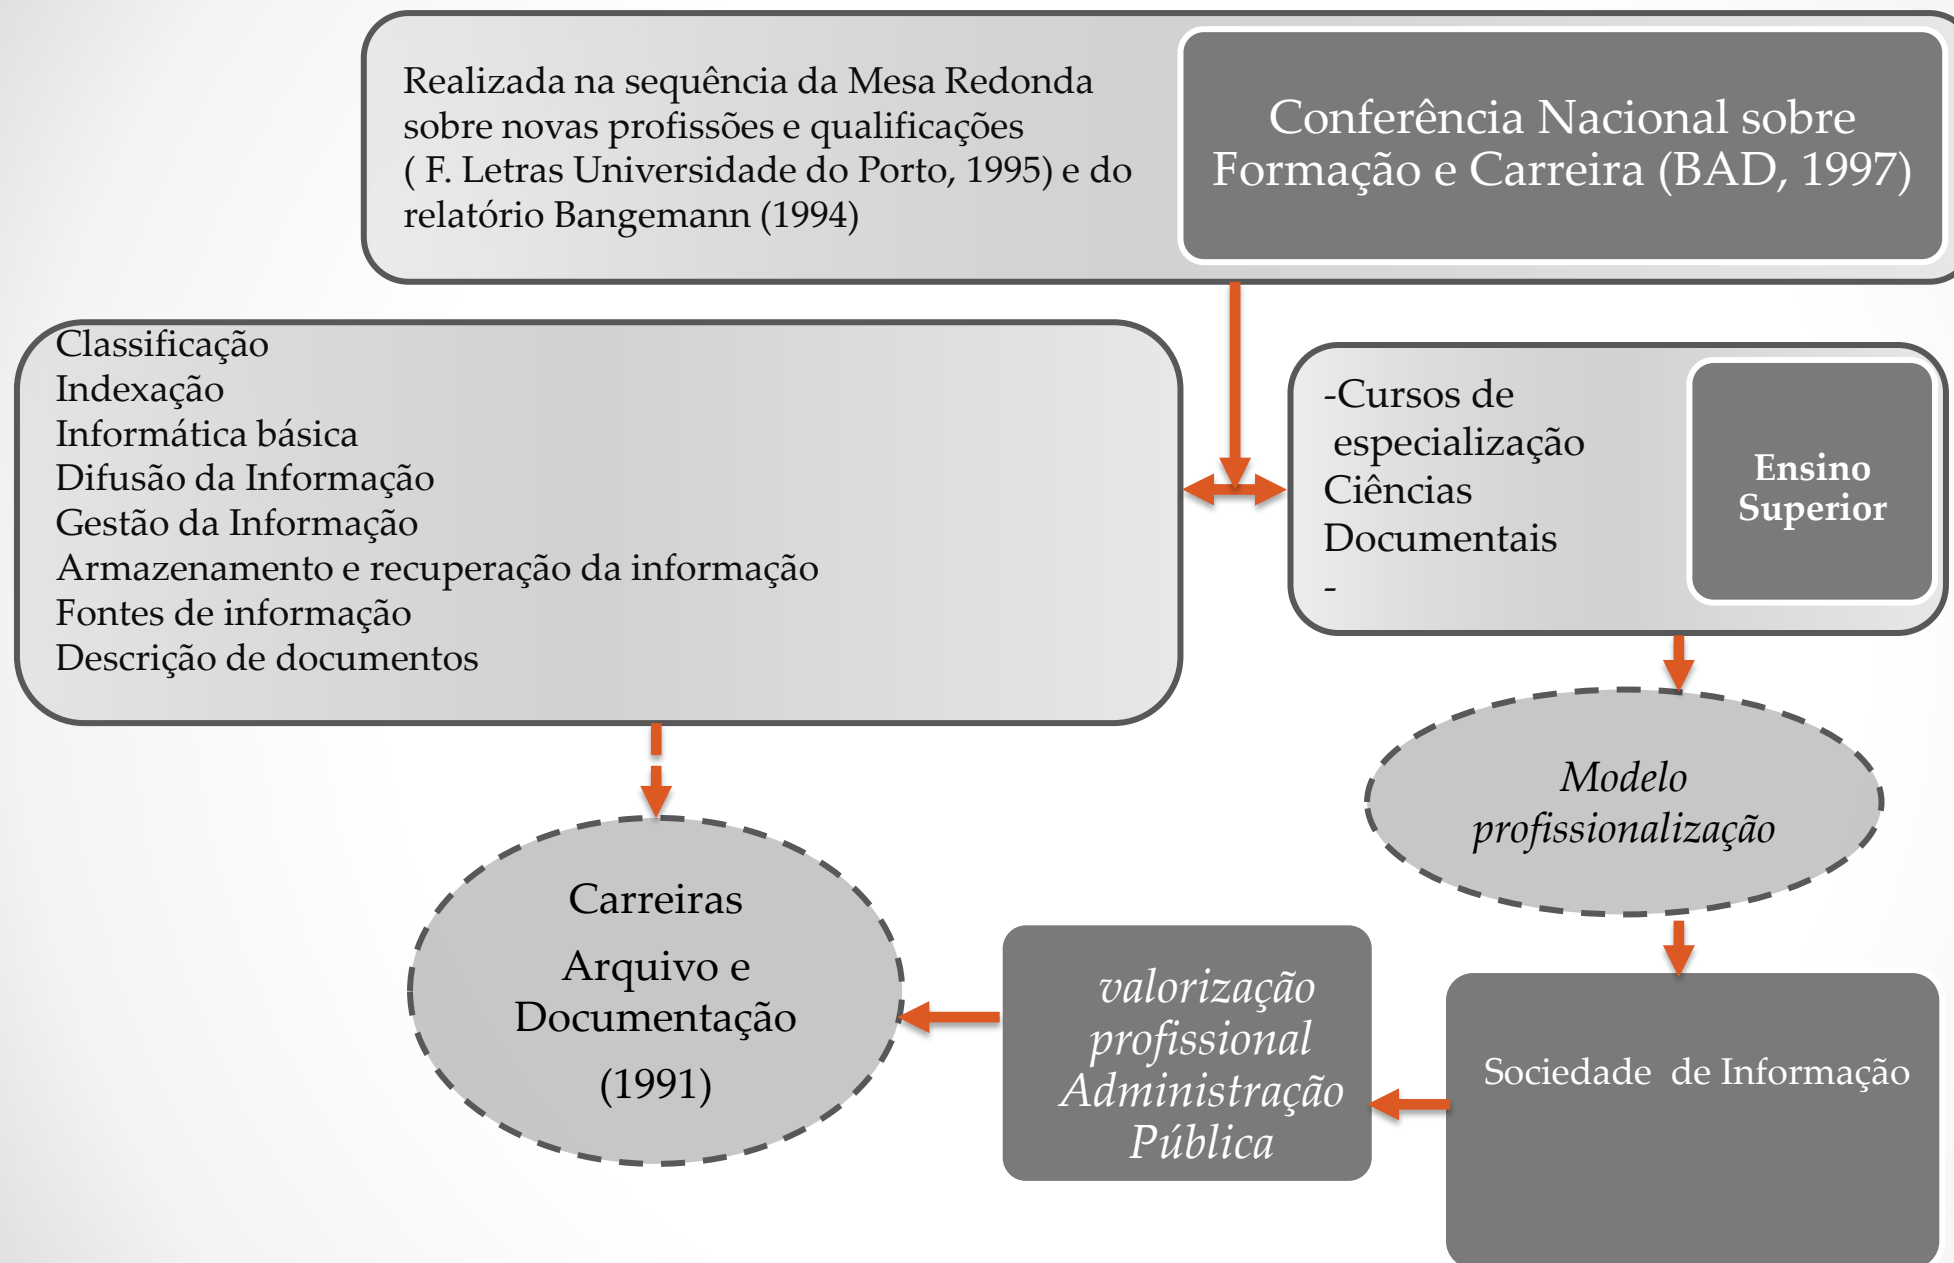 Realizada na sequência da Mesa Redonda
sobre novas profissões e qualificações
( F. Letras Universidade do Porto, 1995) e do
relatório Bangemann (1994)
Conferência Nacional sobre
Formação e Carreira (BAD, 1997)
Classificação
Indexação
Informática básica
Difusão da Informação
Gestão da Informação
Armazenamento e recuperação da informação
Fontes de informação
Descrição de documentos
-Cursos de
especialização
Ciências
Documentais
-
Ensino
Superior
Modelo
profissionalização
Carreiras
Arquivo e
Documentação
(1991)
valorização
profissional
Administração
Pública
Sociedade  de Informação